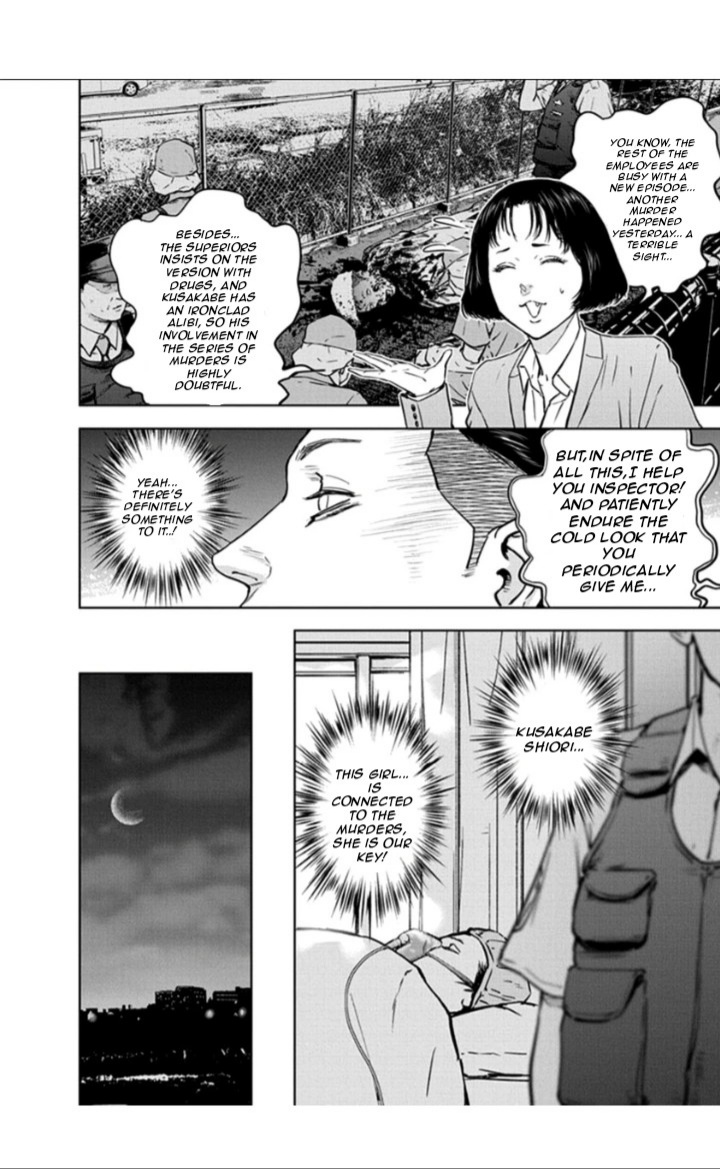 YOU KNOW, THE
REST OF THE
EMPLOYEES ARE
BUSY WITH A
NEW EPISODE...
ANOTHER
MURDER
HAPPENED
YESTERDAY... A
TERRIBLE
SIGHT...
BESIDES...
THE SUPERIORS
INSISTS ON THE
VERSION WITH
DRUGS, AND
KUSAKABE HAS
AN IRONCLAD
ALIBI, SO HIS
INVOLVEMENT IN
THE SERIES OF
MURDERS IS
HIGHLY
DOUBTFUL.
BUT,IN SPITE OF
ALL THIS,I HELP
YOU INSPECTOR!
AND PATIENTLY
ENDURE THE
COLD LOOK THAT
YOU
PERIODICALLY
GIVE ME...
YEAH...
THERE'S
DEFINITELY
SOMETHING
TO IT..!
KUSAKABE
SHIORI...
THIS GIRL...
IS
CONNECTED
TO THE
MURDERS,
SHE IS OUR
KEY!